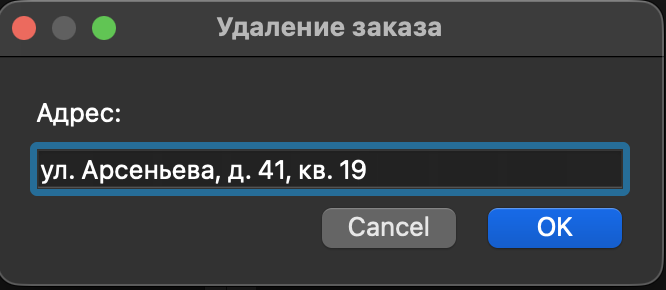 Удаление заказа
Адрес:
ул. Арсеньева, д. 41, кв. 19
Cancel OK